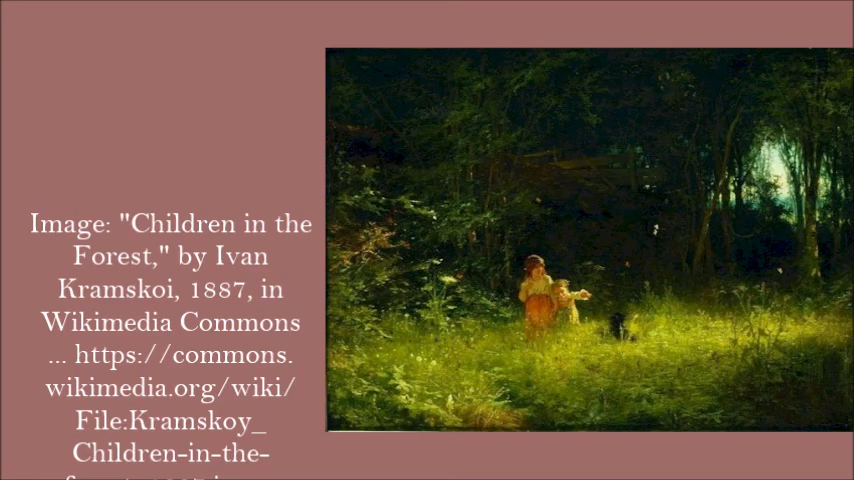 Image: "Children in the
Forest," by Ivan
Kramskoi, 1887, in
Wikimedia Commons
... https://commons.
wikimedia.org/wiki/
File:Kramskoy_
Children-in-the-